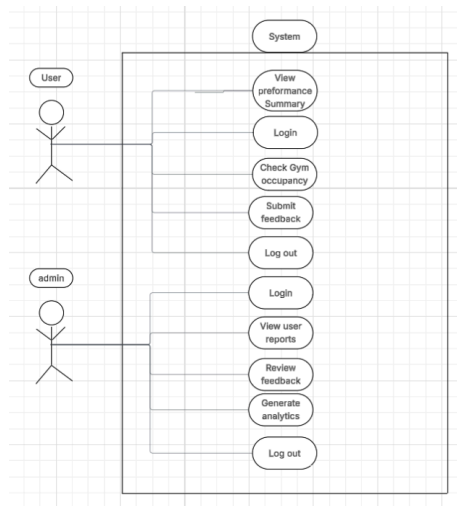 System
User
View
preformance
Summary
Login
Check Gym
occupancy
Submit
feedback
Log out
admin
Login
View user
reports
Review
feedback
Generate
analytics
Log out